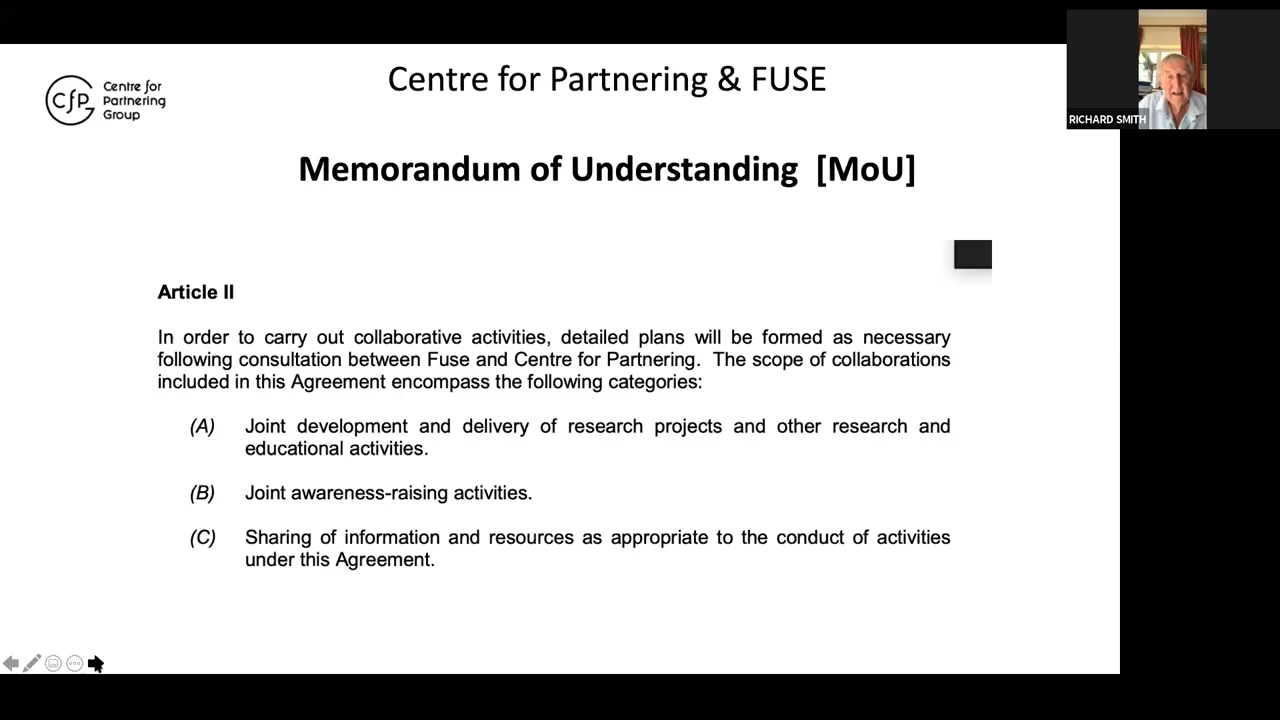 Centre for Partnering & FUSE
CfP
Centre for
Partnering
Group
RICHARD SMITH
Memorandum of Understanding [MoU]
Article II
In order to carry out collaborative activities, detailed plans will be formed as necessary
following consultation between Fuse and Centre for Partnering. The scope of collaborations
included in this Agreement encompass the following categories:
(A) Joint development and delivery of research projects and other research and
educational activities.
(B) Joint awareness-raising activities.
(C) Sharing of information and resources as appropriate to the conduct of activities
under this Agreement.